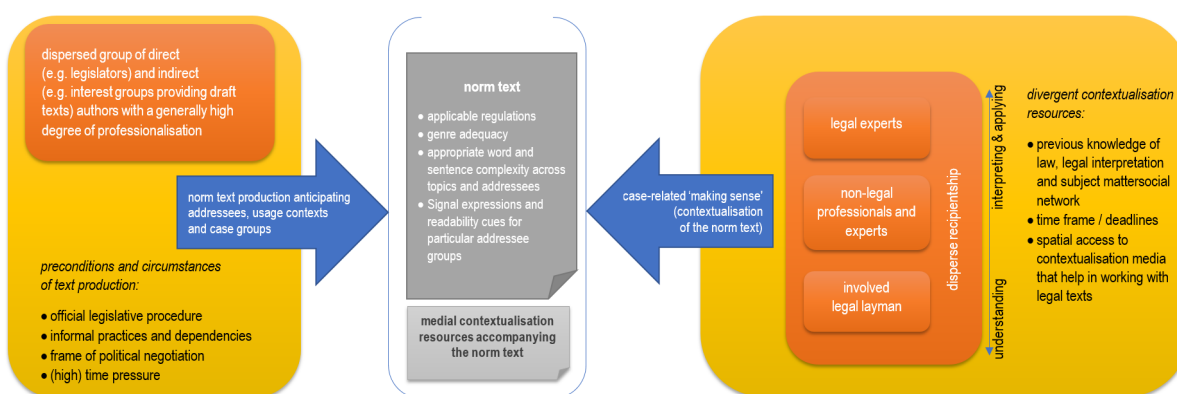 dispersed group of direct
(e.g. legislators) and indirect
(e.g. interest groups providing draft
texts) authors with a generally high
degree of professionalisation
norm text production anticipating
addressees, usage contexts
and case groups
preconditions and circumstances
of text production:
● official legislative procedure
● informal practices and dependencies
● frame of political negotiation
● (high) time pressure
norm text
● applicable regulations
● genre adequacy
● appropriate word and
sentence complexity across
topics and addressees
● Signal expressions and
readability cues for
particular addressee
groups
medial contextualisation
resources accompanying
the norm text
case-related ‘making sense’
(contextualisation
of the norm text)
legal experts
non-legal
professionals and
experts
involved
legal layman
disperse recipientship
interpreting & applying
understanding
divergent contextualisation
resources:
● previous knowledge of
law, legal interpretation
and subject mattersocial
network
● time frame / deadlines
● spatial access to
contextualisation media
that help in working with
legal texts